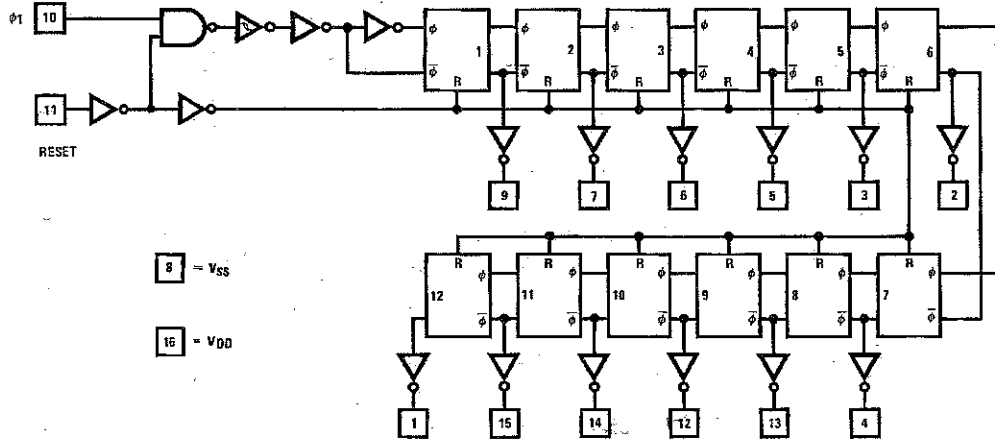 ϕI 10
ϕ ϕ ϕ ϕ ϕ ϕ
1 2 3 4 5 6
ϕ̅ ϕ̅ ϕ̅ ϕ̅ ϕ̅ ϕ̅
R R R R R R
11
RESET
9 7 6 5 3 2
R R R R R R
ϕ ϕ ϕ ϕ ϕ ϕ
12 11 10 9 8 7
ϕ̅ ϕ̅ ϕ̅ ϕ̅ ϕ̅ ϕ̅
8 = VSS
16 = VDD
1 15 14 12 13 4